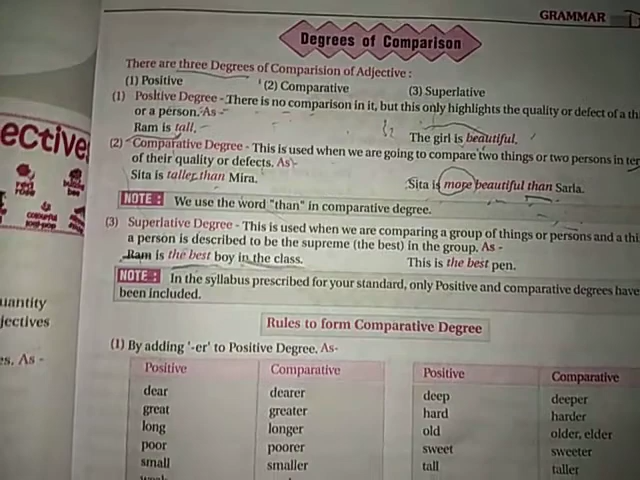 GRAMMAR
Degrees of Comparison
There are three Degrees of Comparision of Adjective :
(1) Positive (2) Comparative (3) Superlative
(1) Positive Degree - There is no comparison in it, but this only highlights the quality or defect of a thi
or a person. As -
Ram is tall. The girl is beautiful.
(2) Comparative Degree - This is used when we are going to compare two things or two persons in ter
of their quality or defects. As -
Sita is taller than Mira. Sita is more beautiful than Sarla.
NOTE : We use the word "than" in comparative degree.
(3) Superlative Degree - This is used when we are comparing a group of things or persons and a thi
a person is described to be the supreme (the best) in the group. As -
Ram is the best boy in the class. This is the best pen.
NOTE : In the syllabus prescribed for your standard, only Positive and comparative degrees have
been included.
Rules to form Comparative Degree
(1) By adding '-er' to Positive Degree. As-
Positive Comparative Positive Comparative
dear dearer deep deeper
great greater hard harder
long longer old older, elder
poor poorer sweet sweeter
small smaller tall taller
ective
red
rose
colourful
uantity
jectives
es. As -